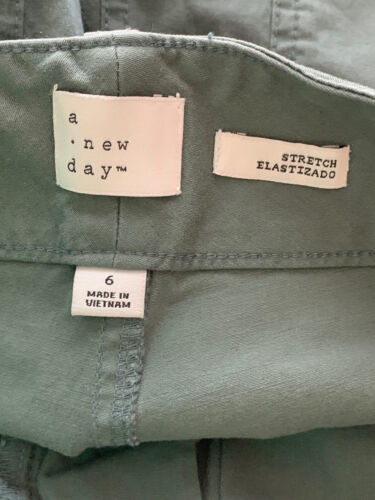 a
· new
day™
STRETCH
ELASTIZADO
6
MADE IN
VIETNAM